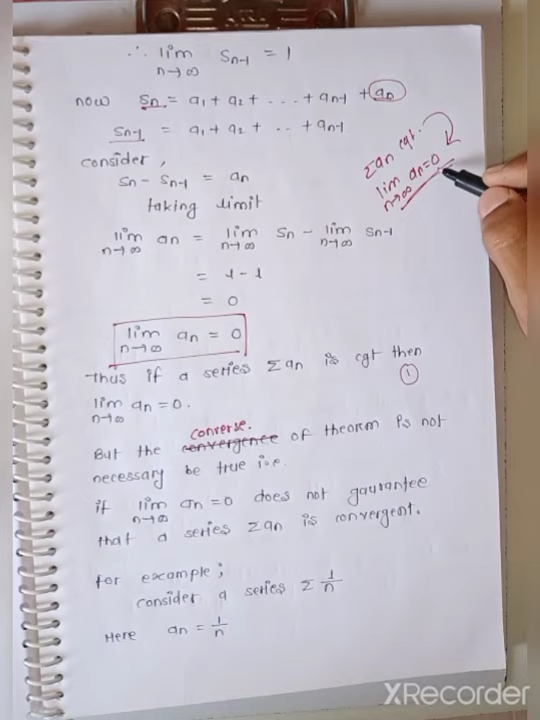 ∴ lim n→∞ Sn-1 = 1
now Sn = a1 + a2 + ... + an-1 + an
Sn-1 = a1 + a2 + .. + an-1
consider,
Sn - Sn-1 = an
taking limit
lim n→∞ an = lim n→∞ Sn - lim n→∞ Sn-1
= 1 - 1
= 0
lim n→∞ an = 0
Σan cgt.
lim n→∞ an = 0
Thus if a series Σan is cgt then
①
lim n→∞ an = 0.
converse.
But the convergence of theorm is not
necessary be true i.e.
if lim n→∞ an = 0 does not gaurantee
that a series Σan is convergent.
for example;
consider a series Σ 1/n
Here an = 1/n
XRecorder